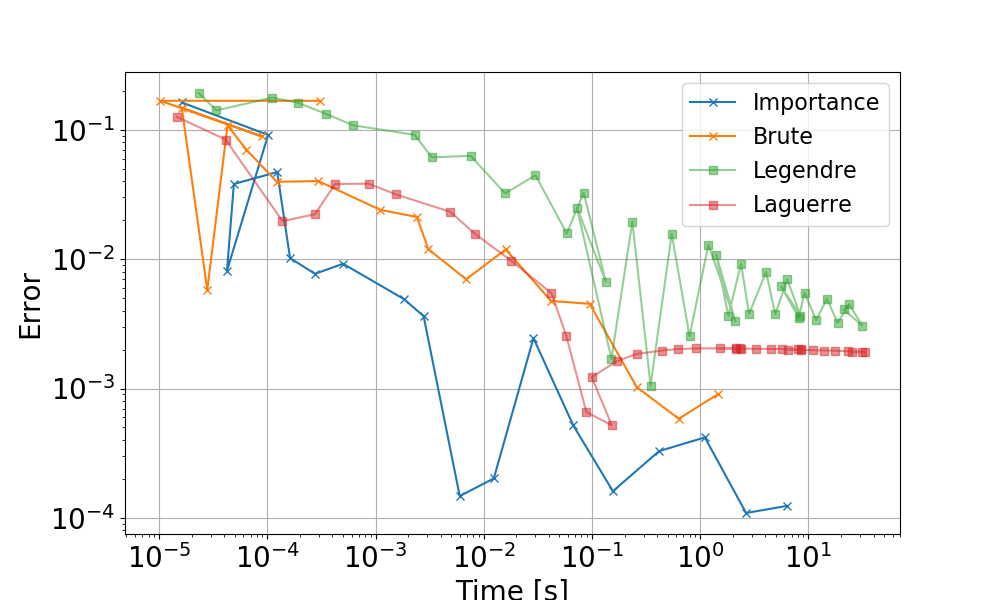 Importance
Brute
Legendre
Laguerre
10⁻¹
10⁻²
10⁻³
10⁻⁴
Error
10⁻⁵ 10⁻⁴ 10⁻³ 10⁻² 10⁻¹ 10⁰ 10¹
Time [s]